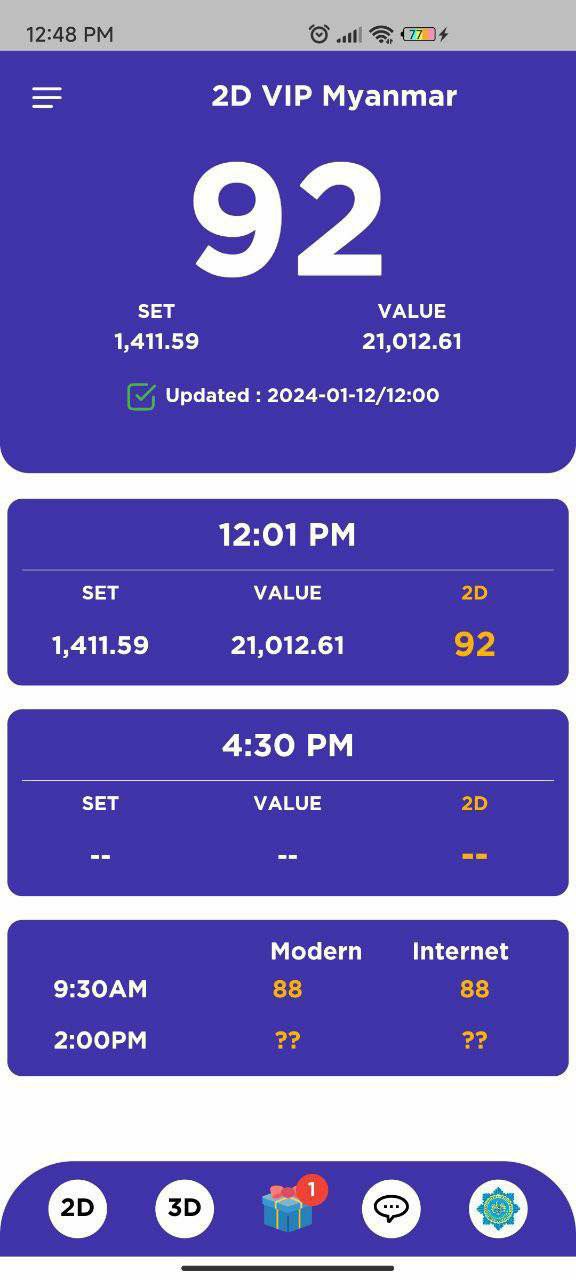 12:48 PM 77
2D VIP Myanmar
92
SET VALUE
1,411.59 21,012.61
Updated : 2024-01-12/12:00
12:01 PM
SET VALUE 2D
1,411.59 21,012.61 92
4:30 PM
SET VALUE 2D
-- -- --
Modern Internet
9:30AM 88 88
2:00PM ?? ??
2D 3D 1